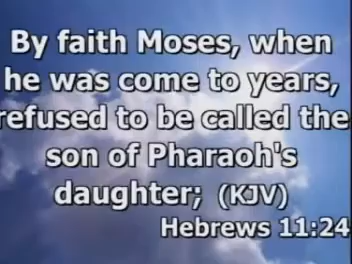 By faith Moses, when
he was come to years,
refused to be called the
son of Pharaoh's
daughter; (KJV)
Hebrews 11:24